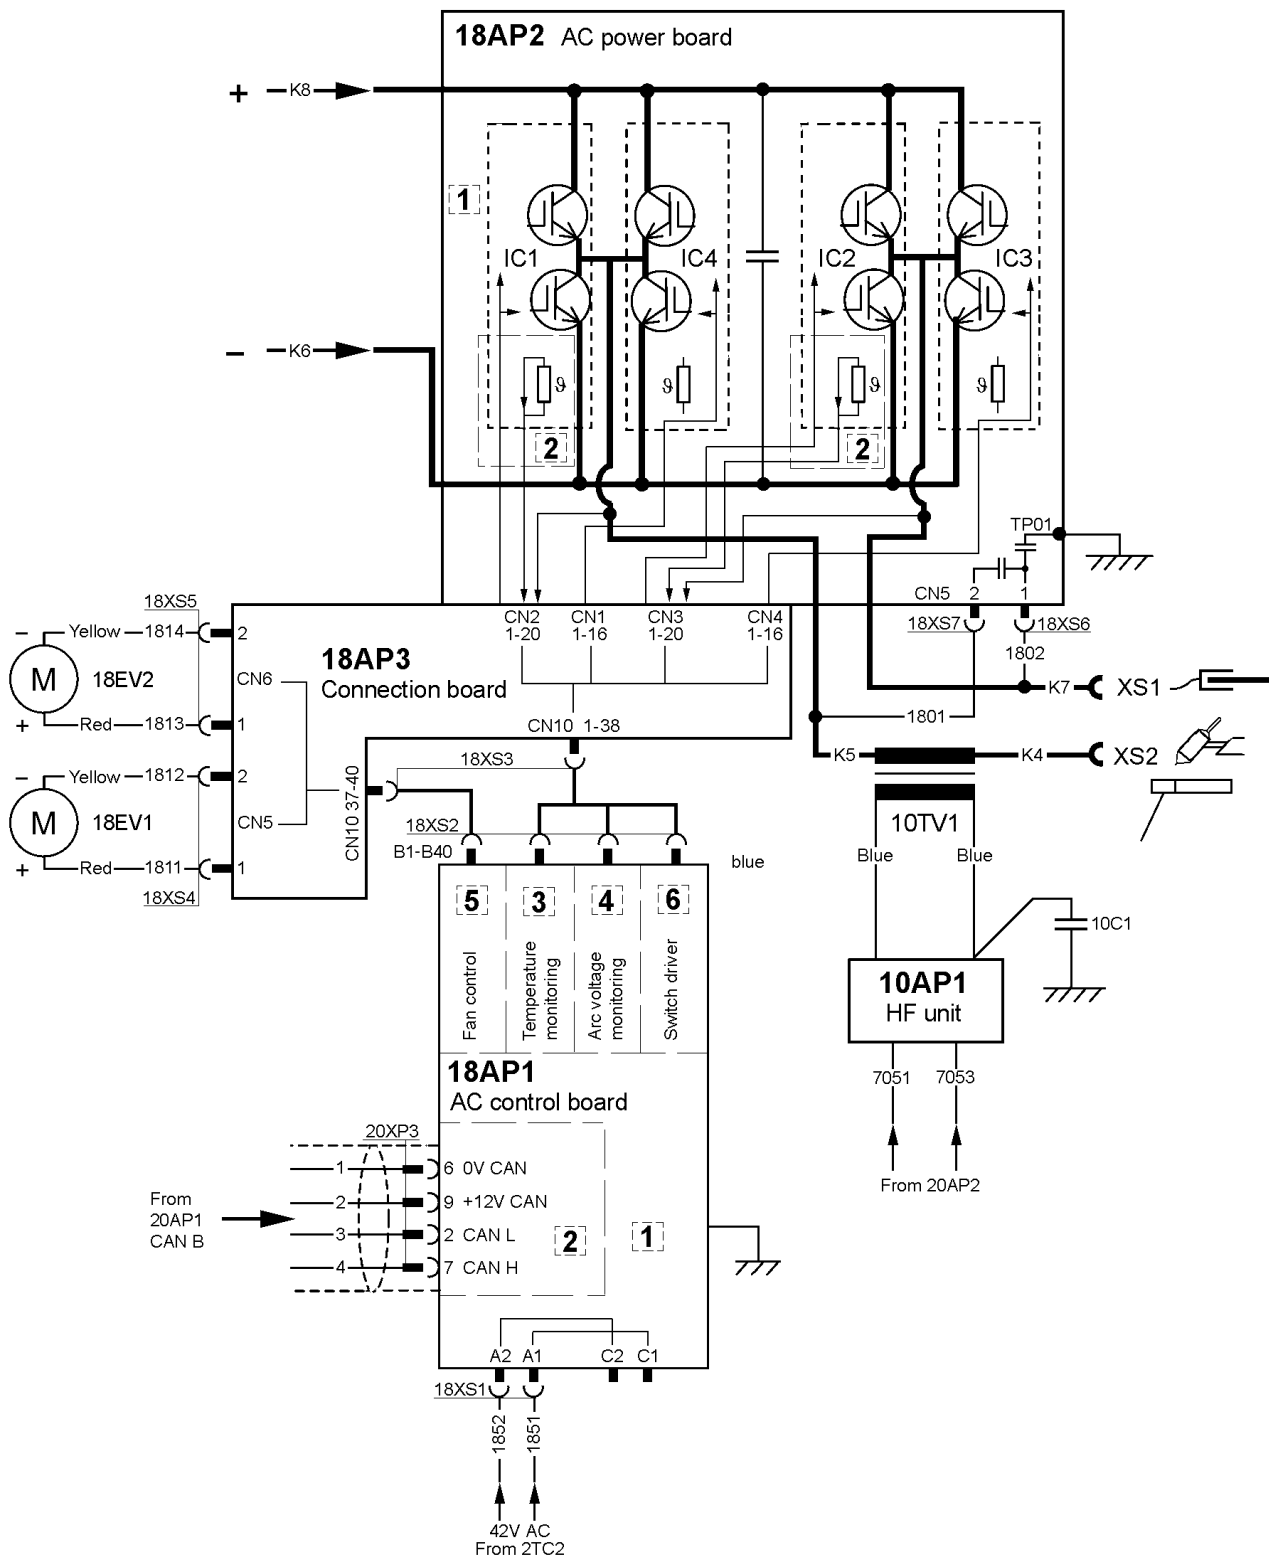 18AP2 AC power board
+ K8
1
IC1 IC4 IC2 IC3
- K6
ϑ ϑ ϑ ϑ
2 2
TP01
CN5 2 1
18XS7 18XS6
1802
18XS5
- Yellow 1814 2
M 18EV2
+ Red 1813 1
CN6
18AP3
Connection board
CN2 CN1 CN3 CN4
1-20 1-16 1-20 1-16
CN10 1-38
K7 XS1
1801
K5 K4 XS2
10TV1
Blue Blue
- Yellow 1812 2
M 18EV1
+ Red 1811 1
CN5
18XS4
CN10 37-40
18XS3
18XS2
B1-B40
blue
5 3 4 6
Fan control
Temperature
monitoring
Arc voltage
monitoring
Switch driver
10C1
10AP1
HF unit
7051 7053
From 20AP2
18AP1
AC control board
20XP3
1 6 0V CAN
2 9 +12V CAN
3 2 CAN L
4 7 CAN H
From
20AP1
CAN B
2 1
A2 A1 C2 C1
18XS1
1852 1851
42V AC
From 2TC2